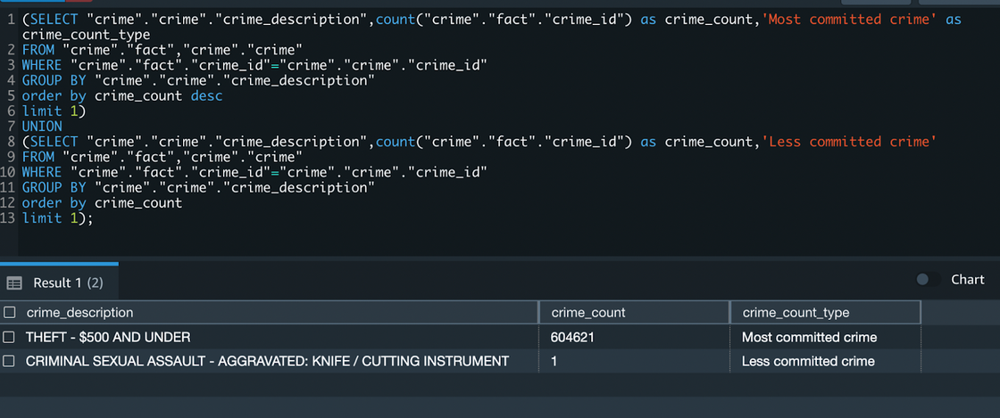 1 (SELECT "crime"."crime"."crime_description",count("crime"."fact"."crime_id") as crime_count,'Most committed crime' as
crime_count_type
2 FROM "crime"."fact","crime"."crime"
3 WHERE "crime"."fact"."crime_id"="crime"."crime"."crime_id"
4 GROUP BY "crime"."crime"."crime_description"
5 order by crime_count desc
6 limit 1)
7 UNION
8 (SELECT "crime"."crime"."crime_description",count("crime"."fact"."crime_id") as crime_count,'Less committed crime'
9 FROM "crime"."fact","crime"."crime"
10 WHERE "crime"."fact"."crime_id"="crime"."crime"."crime_id"
11 GROUP BY "crime"."crime"."crime_description"
12 order by crime_count
13 limit 1);
Result 1 (2) Chart
crime_description crime_count crime_count_type
THEFT - $500 AND UNDER 604621 Most committed crime
CRIMINAL SEXUAL ASSAULT - AGGRAVATED: KNIFE / CUTTING INSTRUMENT 1 Less committed crime